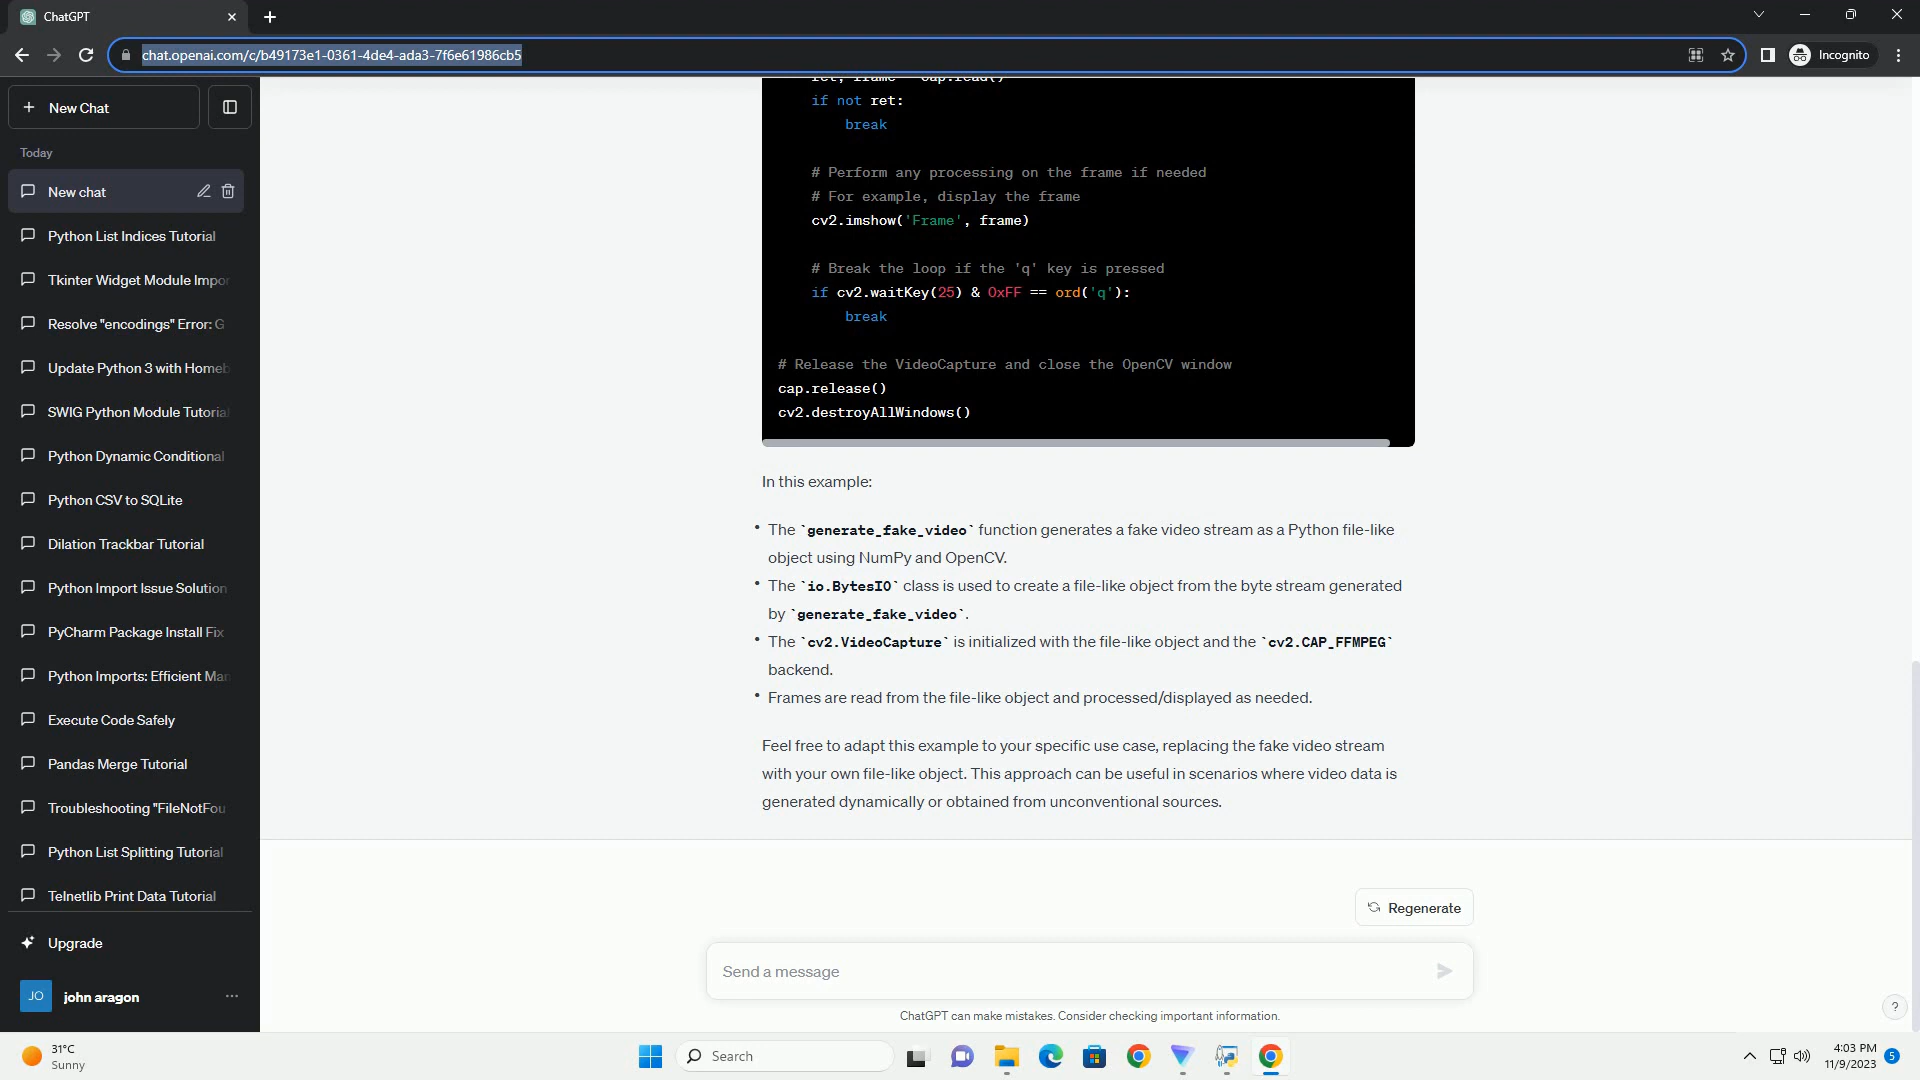 ChatGPT
chat.openai.com/c/b49173e1-0361-4de4-ada3-7f6e61986cb5
Incognito
New Chat
Today
New chat
Python List Indices Tutorial
Tkinter Widget Module Impor
Resolve "encodings" Error: G
Update Python 3 with Homeb
SWIG Python Module Tutoria
Python Dynamic Conditional
Python CSV to SQLite
Dilation Trackbar Tutorial
Python Import Issue Solution
PyCharm Package Install Fix
Python Imports: Efficient Man
Execute Code Safely
Pandas Merge Tutorial
Troubleshooting "FileNotFou
Python List Splitting Tutorial
Telnetlib Print Data Tutorial
Upgrade
JO
john aragon
ret, frame = cap.read()
if not ret:
break
# Perform any processing on the frame if needed
# For example, display the frame
cv2.imshow('Frame', frame)
# Break the loop if the 'q' key is pressed
if cv2.waitKey(25) & 0xFF == ord('q'):
break
# Release the VideoCapture and close the OpenCV window
cap.release()
cv2.destroyAllWindows()
In this example:
• The `generate_fake_video` function generates a fake video stream as a Python file-like
object using NumPy and OpenCV.
• The `io.BytesIO` class is used to create a file-like object from the byte stream generated
by `generate_fake_video`.
• The `cv2.VideoCapture` is initialized with the file-like object and the `cv2.CAP_FFMPEG`
backend.
• Frames are read from the file-like object and processed/displayed as needed.
Feel free to adapt this example to your specific use case, replacing the fake video stream
with your own file-like object. This approach can be useful in scenarios where video data is
generated dynamically or obtained from unconventional sources.
Regenerate
Send a message
ChatGPT can make mistakes. Consider checking important information.
?
31°C
Sunny
Search
4:03 PM
11/9/2023
5